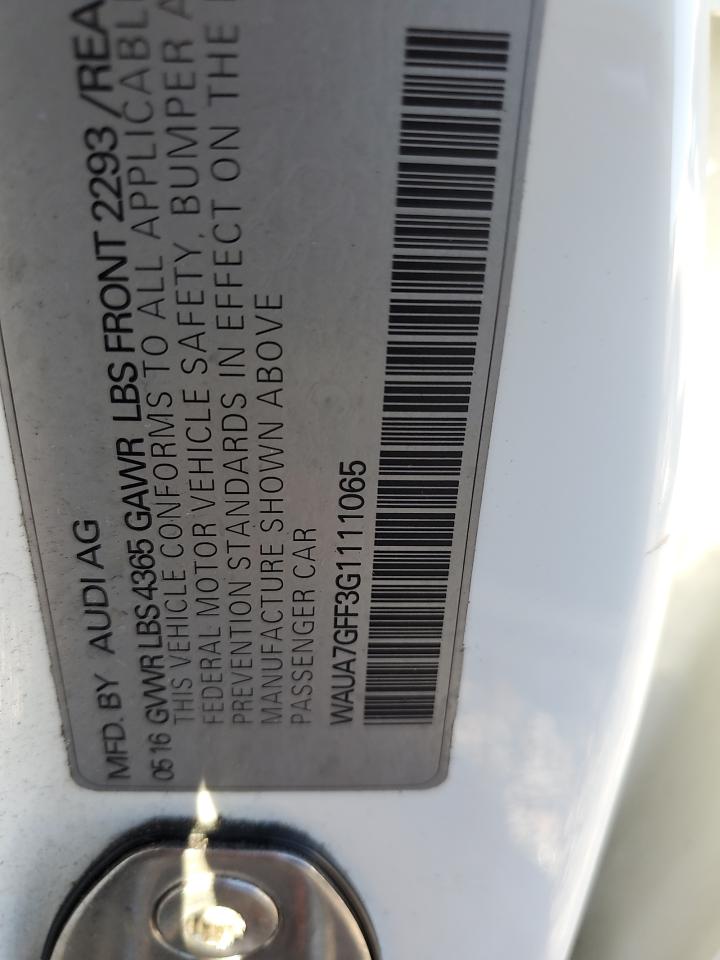 MFD. BY AUDI AG
05 16 GVWR LBS 4365 GAWR LBS FRONT 2293 /REA
THIS VEHICLE CONFORMS TO ALL APPLICABL
FEDERAL MOTOR VEHICLE SAFETY, BUMPER A
PREVENTION STANDARDS IN EFFECT ON THE
MANUFACTURE SHOWN ABOVE
PASSENGER CAR
WAUA7GFF3G1111065